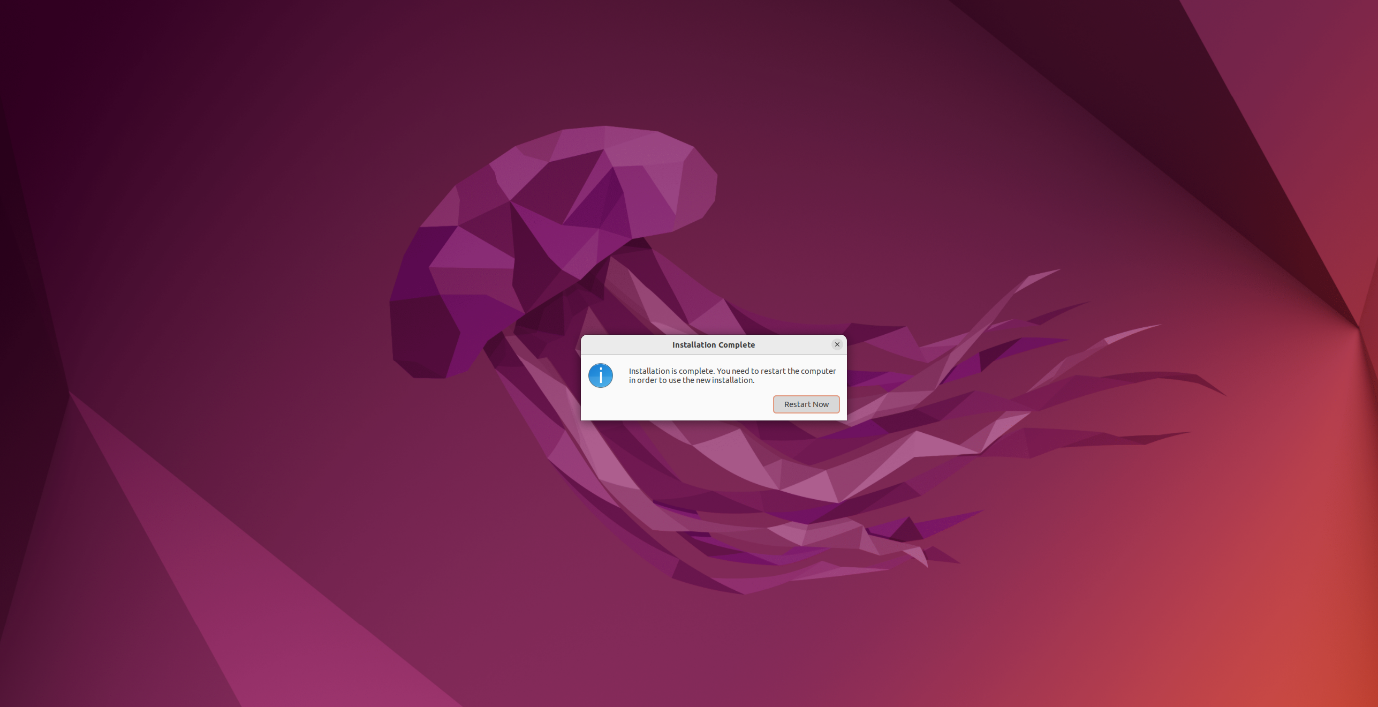 Installation Complete
Installation is complete. You need to restart the computer
in order to use the new installation.
Restart Now